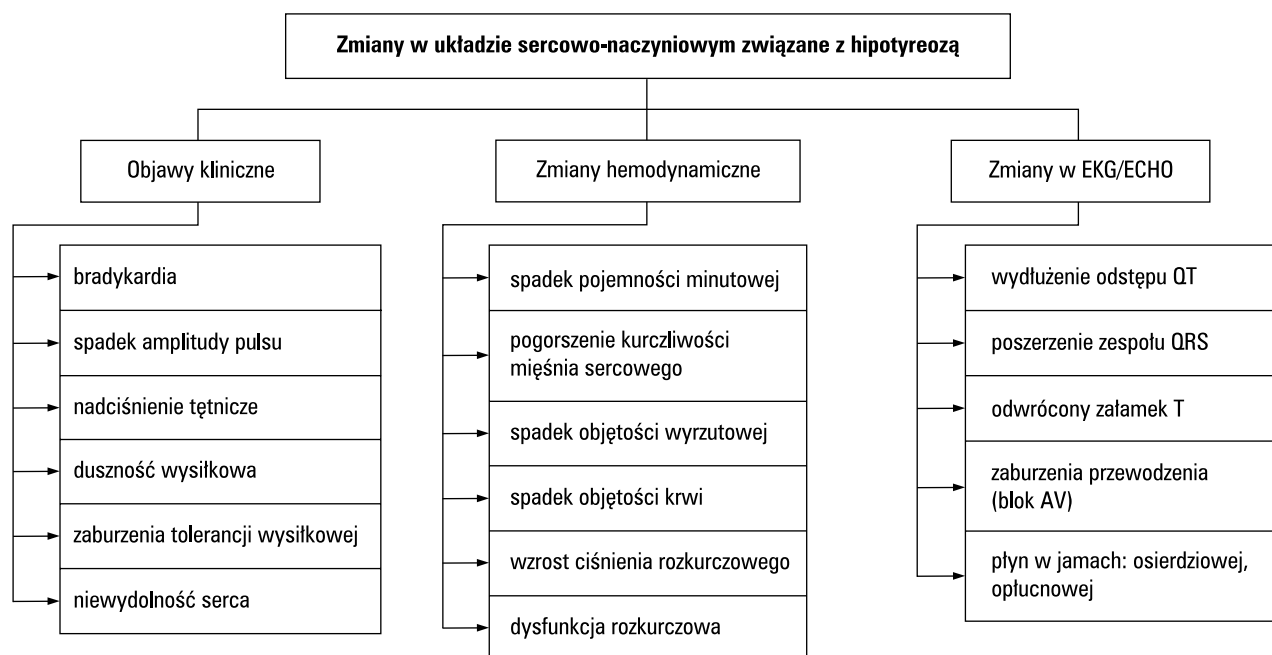 Zmiany w układzie sercowo-naczyniowym związane z hipotyreozą
Objawy kliniczne
bradykardia
spadek amplitudy pulsu
nadciśnienie tętnicze
duszność wysiłkowa
zaburzenia tolerancji wysiłkowej
niewydolność serca
Zmiany hemodynamiczne
spadek pojemności minutowej
pogorszenie kurczliwości
mięśnia sercowego
spadek objętości wyrzutowej
spadek objętości krwi
wzrost ciśnienia rozkurczowego
dysfunkcja rozkurczowa
Zmiany w EKG/ECHO
wydłużenie odstępu QT
poszerzenie zespołu QRS
odwrócony załamek T
zaburzenia przewodzenia
(blok AV)
płyn w jamach: osierdziowej,
opłucnowej